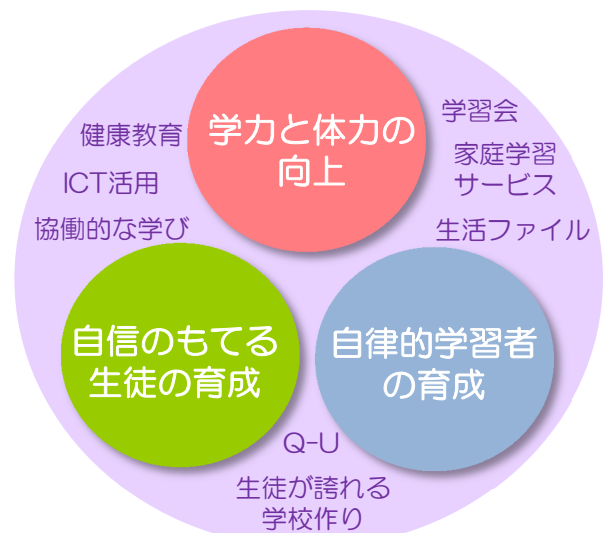 学力と体力の
向上
健康教育
ICT活用
協働的な学び
学習会
家庭学習
サービス
生活ファイル
自信のもてる
生徒の育成
自律的学習者
の育成
Q-U
生徒が誇れる
学校作り